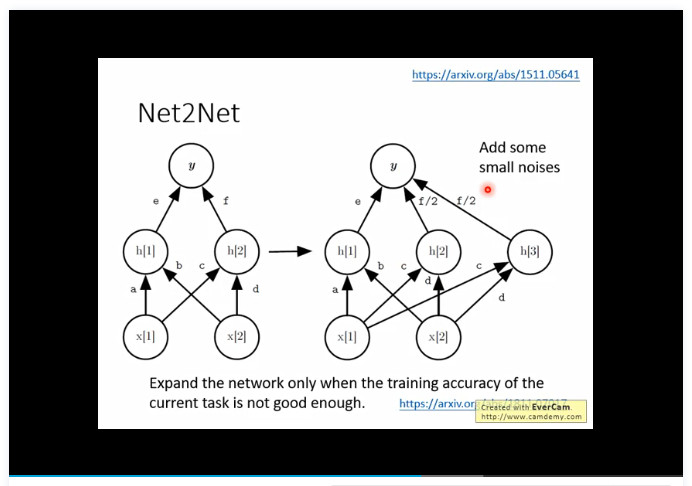 https://arxiv.org/abs/1511.05641
Net2Net
Add some
small noises
y
y
e
f
e
f/2
f/2
h[1]
h[2]
h[1]
h[2]
h[3]
b
c
b
c
c
a
d
a
d
d
x[1]
x[2]
x[1]
x[2]
Expand the network only when the training accuracy of the
current task is not good enough.
https://arxiv.org
Created with EverCam.
http://www.camdemy.com